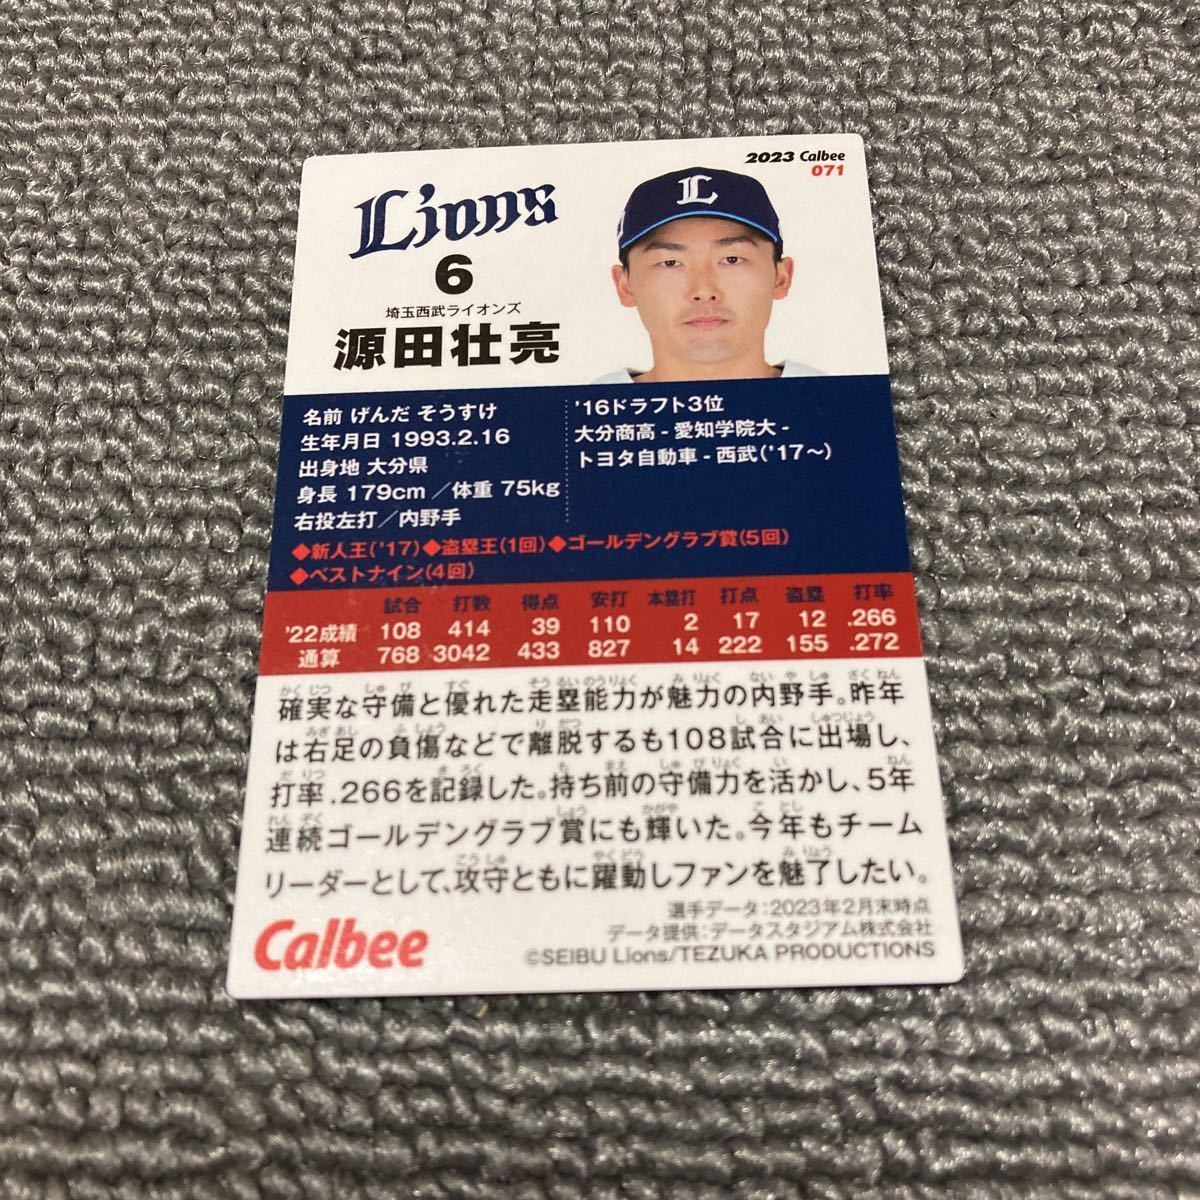 2023 Calbee
071
Lions
6
埼玉西武ライオンズ
源田壮亮
名前 げんだ そうすけ
生年月日 1993.2.16
出身地 大分県
身長 179cm ／体重 75kg
右投左打／内野手
'16ドラフト3位
大分商高 - 愛知学院大 -
トヨタ自動車 - 西武('17～)
◆新人王('17)◆盗塁王(1回)◆ゴールデングラブ賞(5回)
◆ベストナイン(4回)
試合 打数 得点 安打 本塁打 打点 盗塁 打率
'22成績 108 414 39 110 2 17 12 .266
通算 768 3042 433 827 14 222 155 .272
確実な守備と優れた走塁能力が魅力の内野手。昨年
は右足の負傷などで離脱するも108試合に出場し、
打率.266を記録した。持ち前の守備力を活かし、5年
連続ゴールデングラブ賞にも輝いた。今年もチーム
リーダーとして、攻守ともに躍動しファンを魅了したい。
選手データ：2023年2月末時点
データ提供：データスタジアム株式会社
©SEIBU Lions/TEZUKA PRODUCTIONS
Calbee